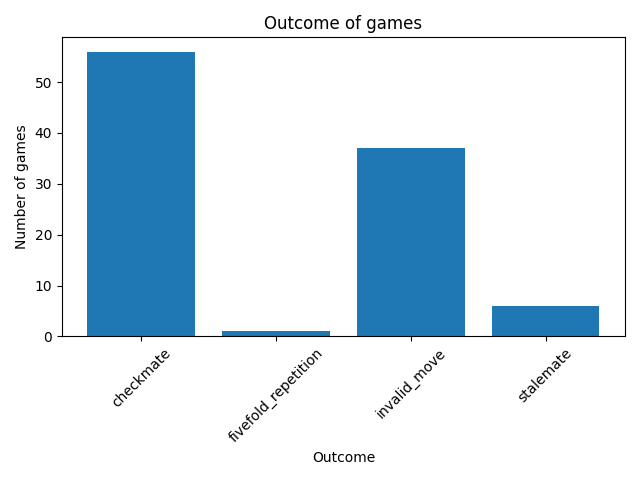 Outcome of games
Number of games
50
40
30
20
10
0
checkmate
fivefold_repetition
invalid_move
stalemate
Outcome